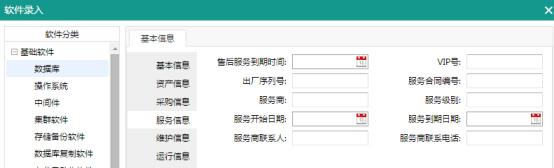 软件录入
软件分类
基础软件
数据库
操作系统
中间件
集群软件
存储备份软件
数据库复制软件
基本信息
基本信息
资产信息
采购信息
服务信息
维护信息
运行信息
售后服务到期时间: VIP号:
出厂序列号: 服务合同编号:
服务商: 服务级别:
服务开始日期: 服务到期日期:
服务商联系人: 服务商联系电话: